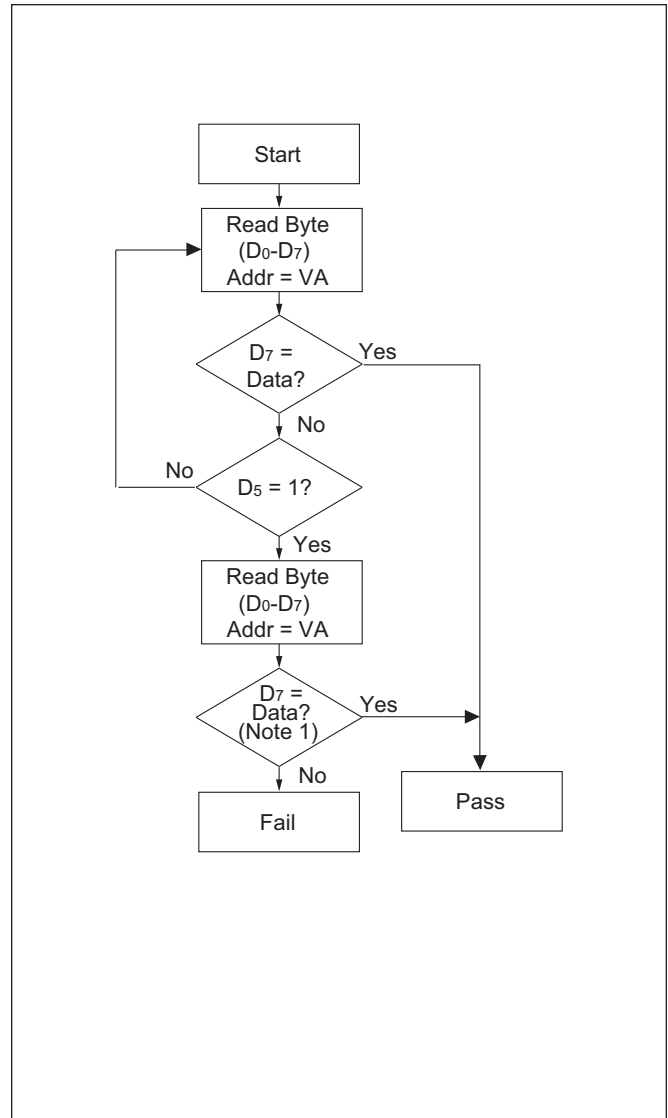 Start
Read Byte
(D0-D7)
Addr = VA
D7 =
Data?
Yes
No
D5 = 1?
No
Yes
Read Byte
(D0-D7)
Addr = VA
D7 =
Data?
(Note 1)
Yes
No
Fail
Pass